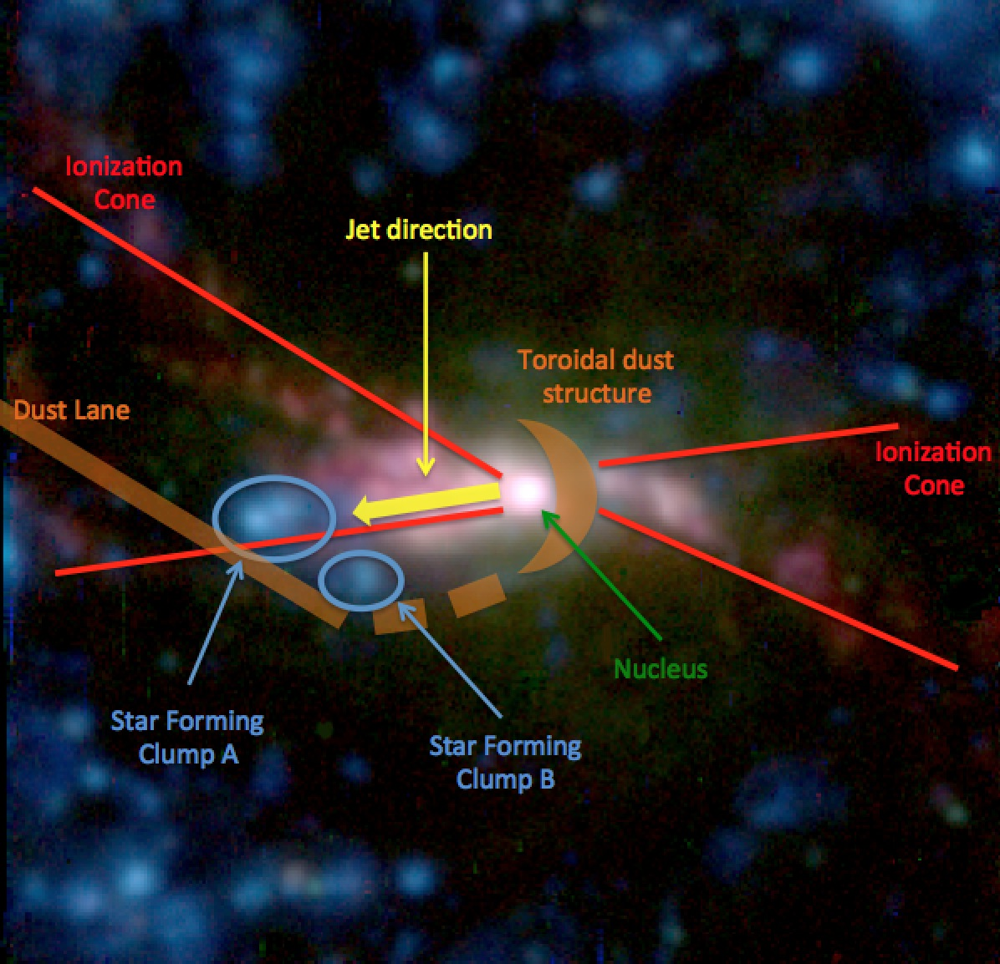 Ionization
Cone
Jet direction
Toroidal dust
structure
Dust Lane
Ionization
Cone
Nucleus
Star Forming
Clump A
Star Forming
Clump B